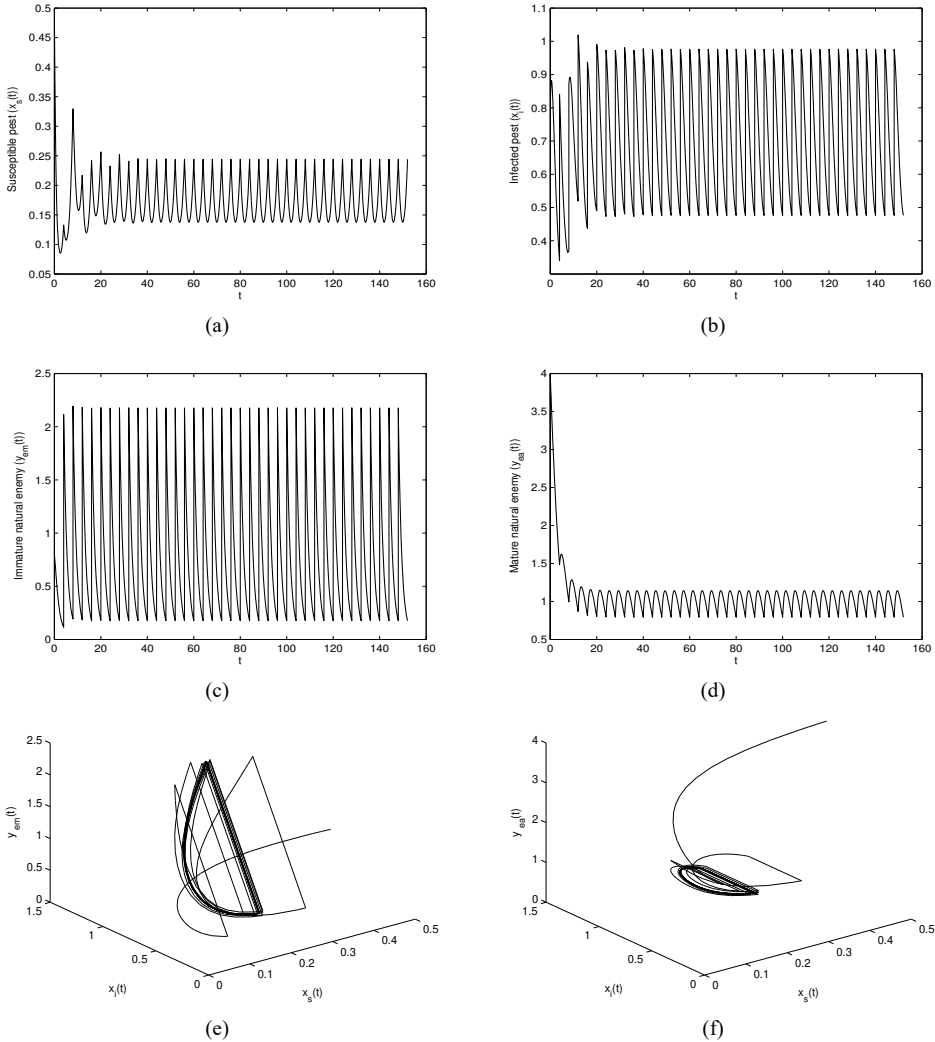 0.5
0.45
0.4
0.35
0.3
0.25
0.2
0.15
0.1
0.05
Susceptible pest (x_s(t))
0 20 40 60 80 100 120 140 160
t
(a)
1.1
1
0.9
0.8
0.7
0.6
0.5
0.4
Infected pest (x_i(t))
0 20 40 60 80 100 120 140 160
t
(b)
2.5
2
1.5
1
0.5
0
Immature natural enemy (y_em(t))
0 20 40 60 80 100 120 140 160
t
(c)
4
3.5
3
2.5
2
1.5
1
0.5
Mature natural enemy (y_ea(t))
0 20 40 60 80 100 120 140 160
t
(d)
2.5
2
1.5
1
0.5
0
y_em(t)
1.5
1
0.5
0
x_i(t)
0 0.1 0.2 0.3 0.4 0.5
x_s(t)
(e)
4
3
2
1
0
y_ea(t)
1.5
1
0.5
0
x_i(t)
0 0.1 0.2 0.3 0.4 0.5
x_s(t)
(f)